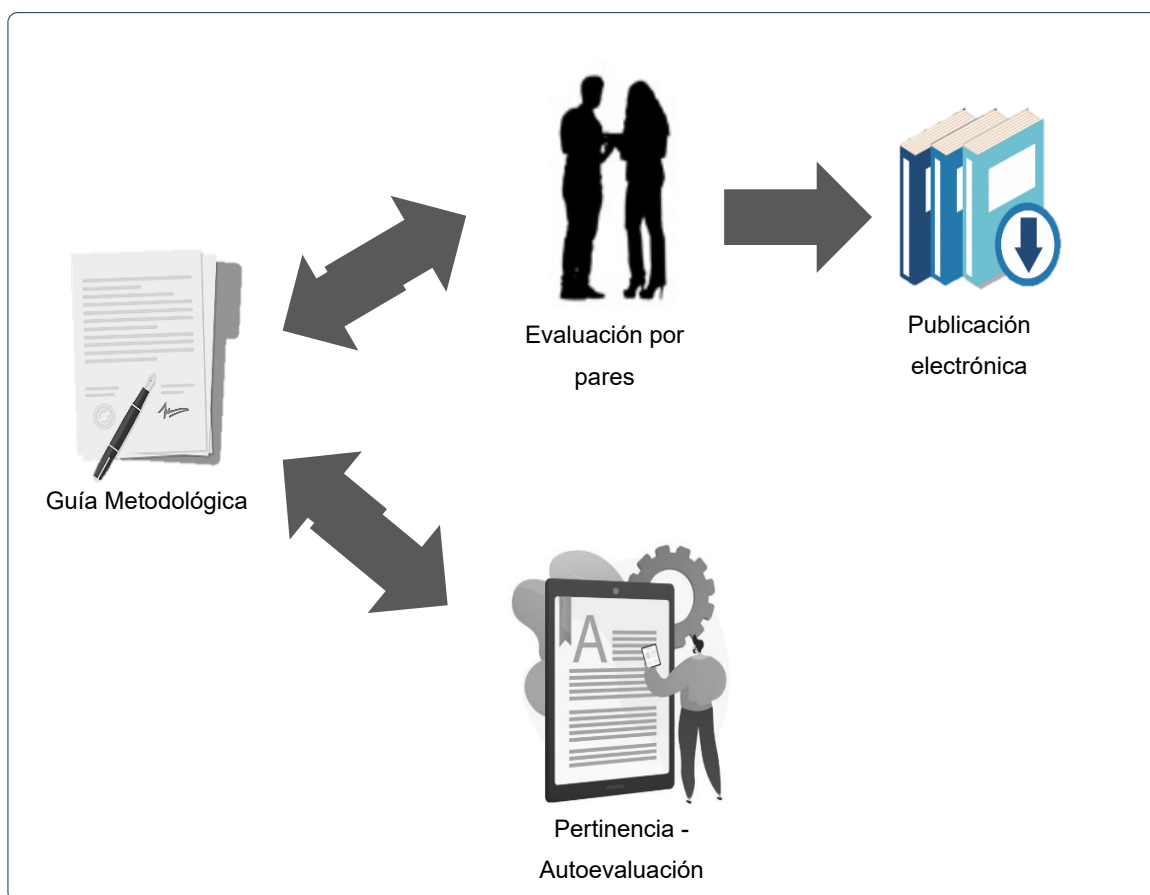 Evaluación por
pares
Publicación
electrónica
Guía Metodológica
A
Pertinencia -
Autoevaluación